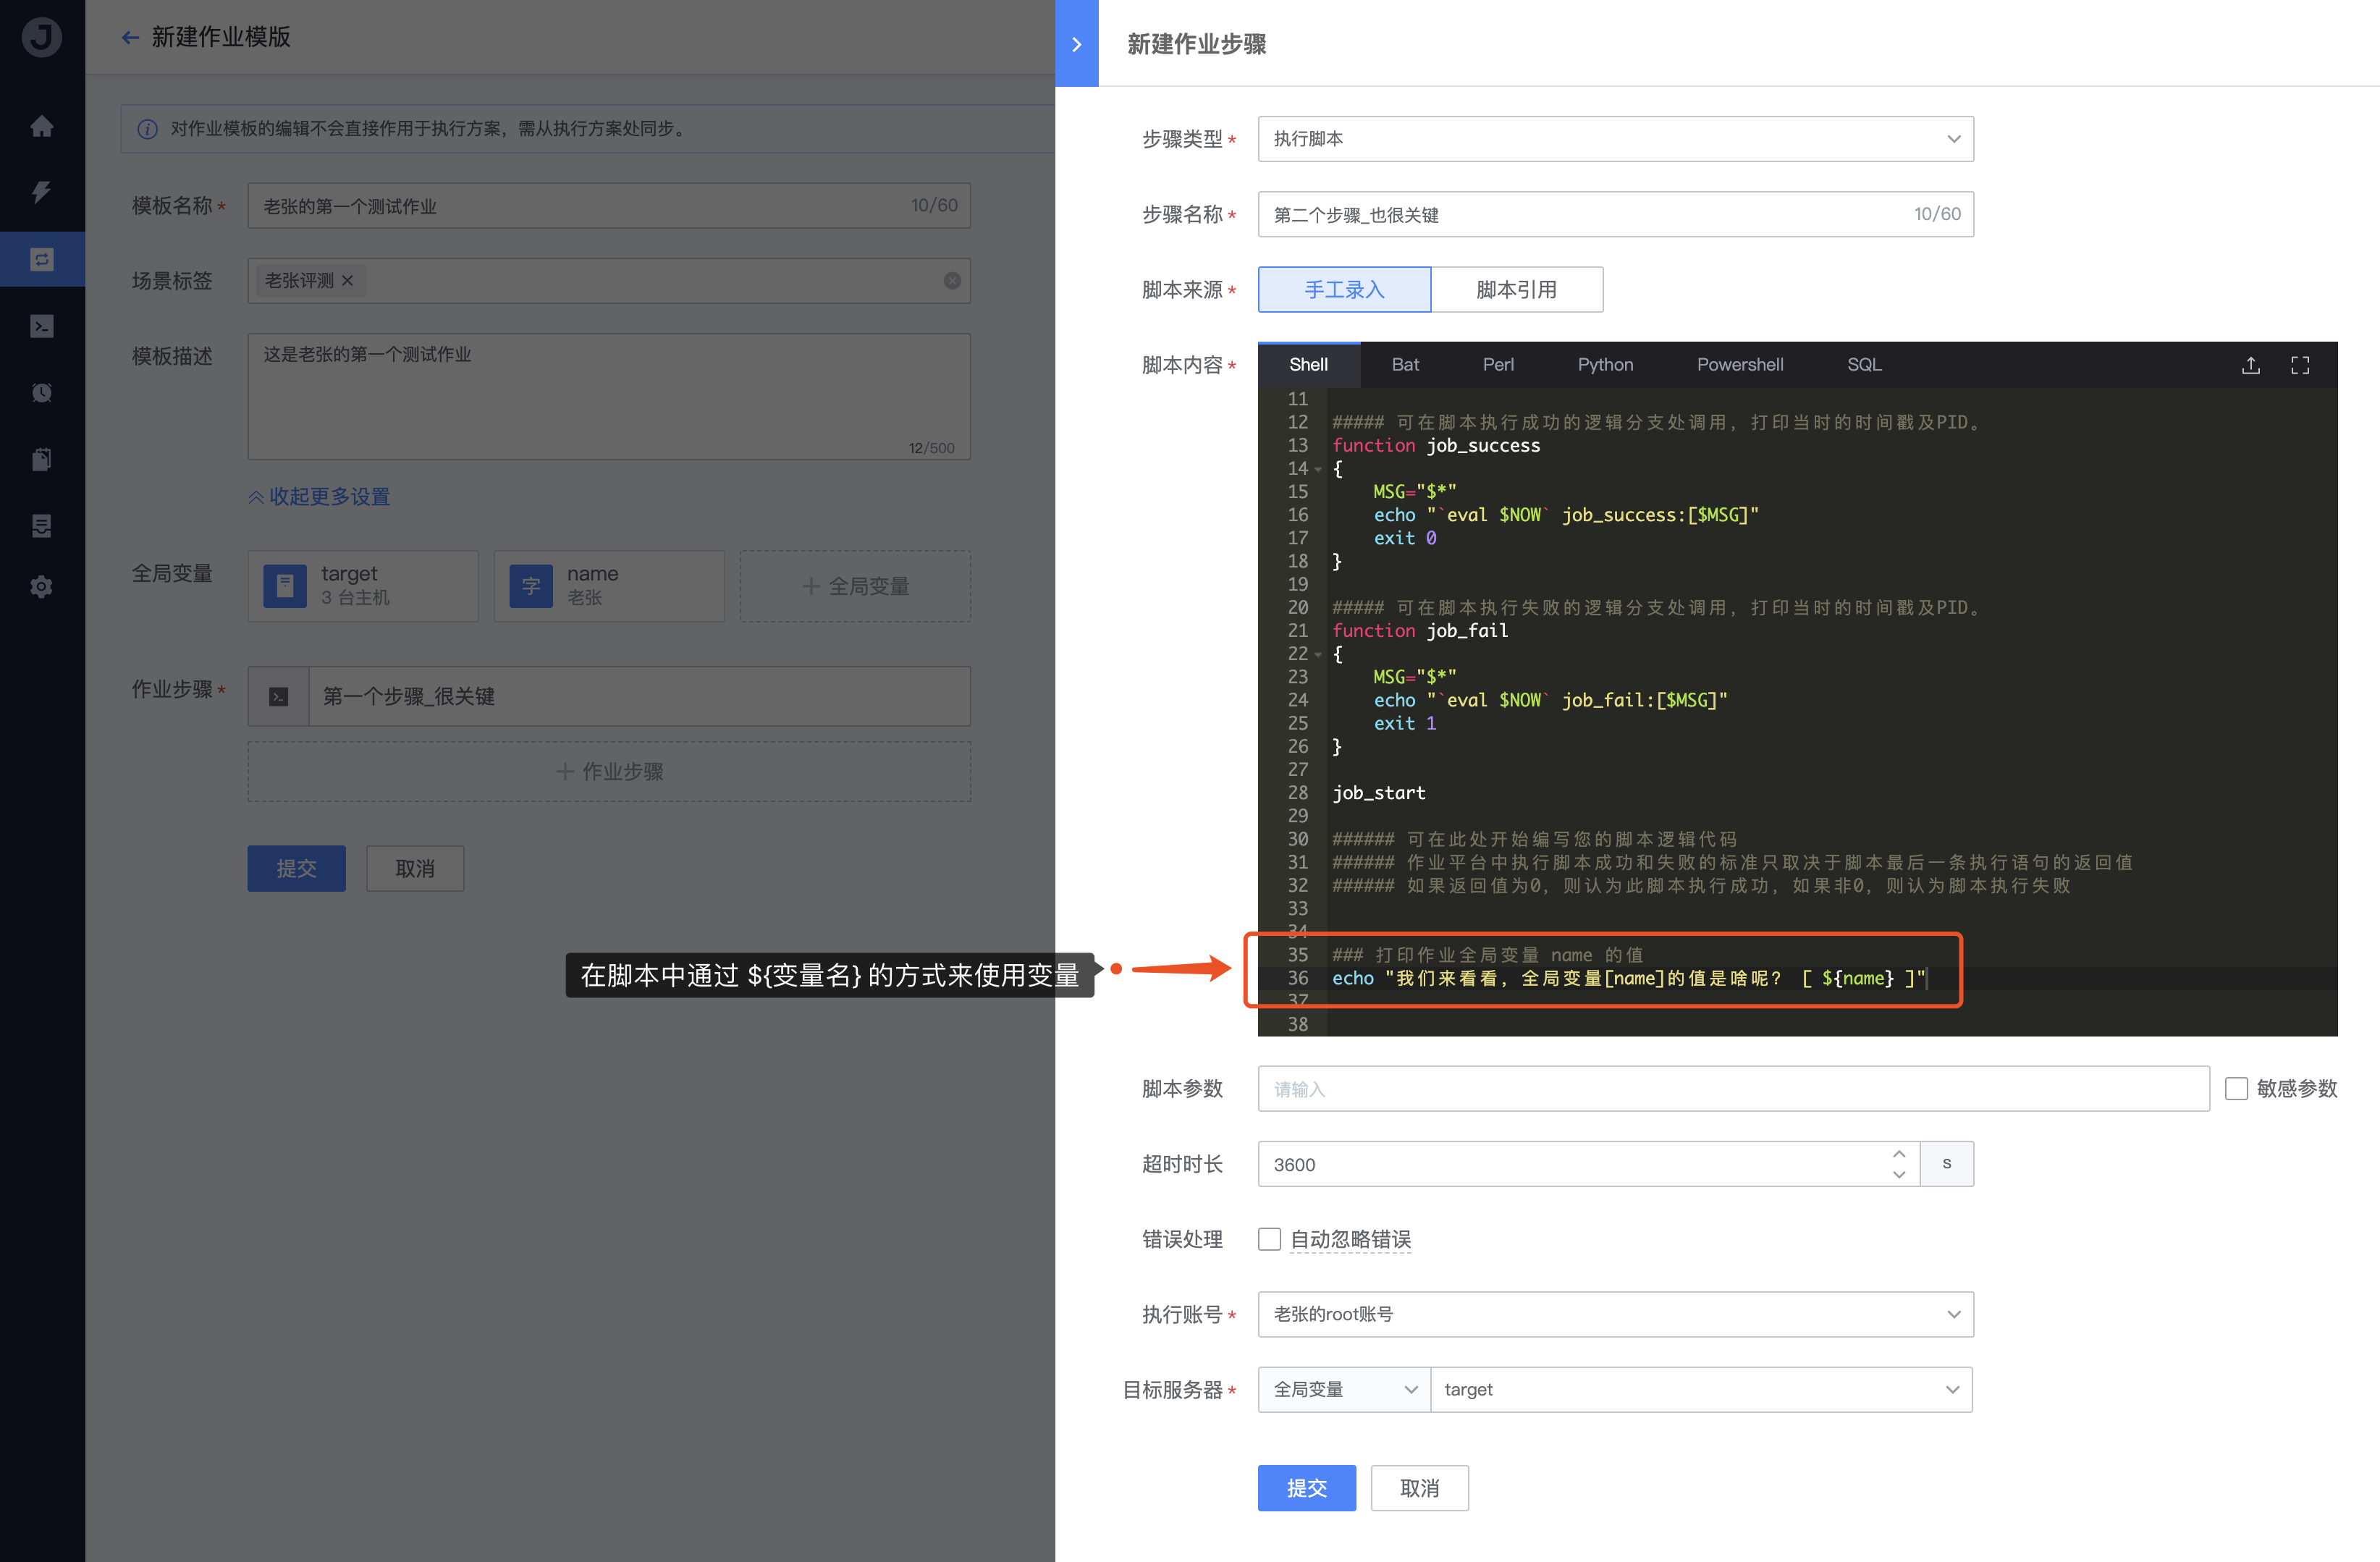 J
新建作业模版
对作业模板的编辑不会直接作用于执行方案，需从执行方案处同步。
模板名称 *
老张的第一个测试作业
10/60
场景标签
老张评测 ×
模板描述
这是老张的第一个测试作业
12/500
收起更多设置
全局变量
target
3 台主机
字
name
老张
+ 全局变量
作业步骤 *
第一个步骤_很关键
+ 作业步骤
提交
取消
在脚本中通过 ${变量名} 的方式来使用变量
新建作业步骤
步骤类型 *
执行脚本
步骤名称 *
第二个步骤_也很关键
10/60
脚本来源 *
手工录入
脚本引用
脚本内容 *
Shell Bat Perl Python Powershell SQL
11
12 ##### 可在脚本执行成功的逻辑分支处调用，打印当时的时间戳及PID。
13 function job_success
14 {
15     MSG="$*"
16     echo "`eval $NOW` job_success:[$MSG]"
17     exit 0
18 }
19
20 ##### 可在脚本执行失败的逻辑分支处调用，打印当时的时间戳及PID。
21 function job_fail
22 {
23     MSG="$*"
24     echo "`eval $NOW` job_fail:[$MSG]"
25     exit 1
26 }
27
28 job_start
29
30 ###### 可在此处开始编写您的脚本逻辑代码
31 ###### 作业平台中执行脚本成功和失败的标准只取决于脚本最后一条执行语句的返回值
32 ###### 如果返回值为0，则认为此脚本执行成功，如果非0，则认为脚本执行失败
33
34
35 ### 打印作业全局变量 name 的值
36 echo "我们来看看，全局变量[name]的值是啥呢？ [ ${name} ]"
37
38
脚本参数
请输入
敏感参数
超时时长
3600
s
错误处理
自动忽略错误
执行账号 *
老张的root账号
目标服务器 *
全局变量
target
提交
取消